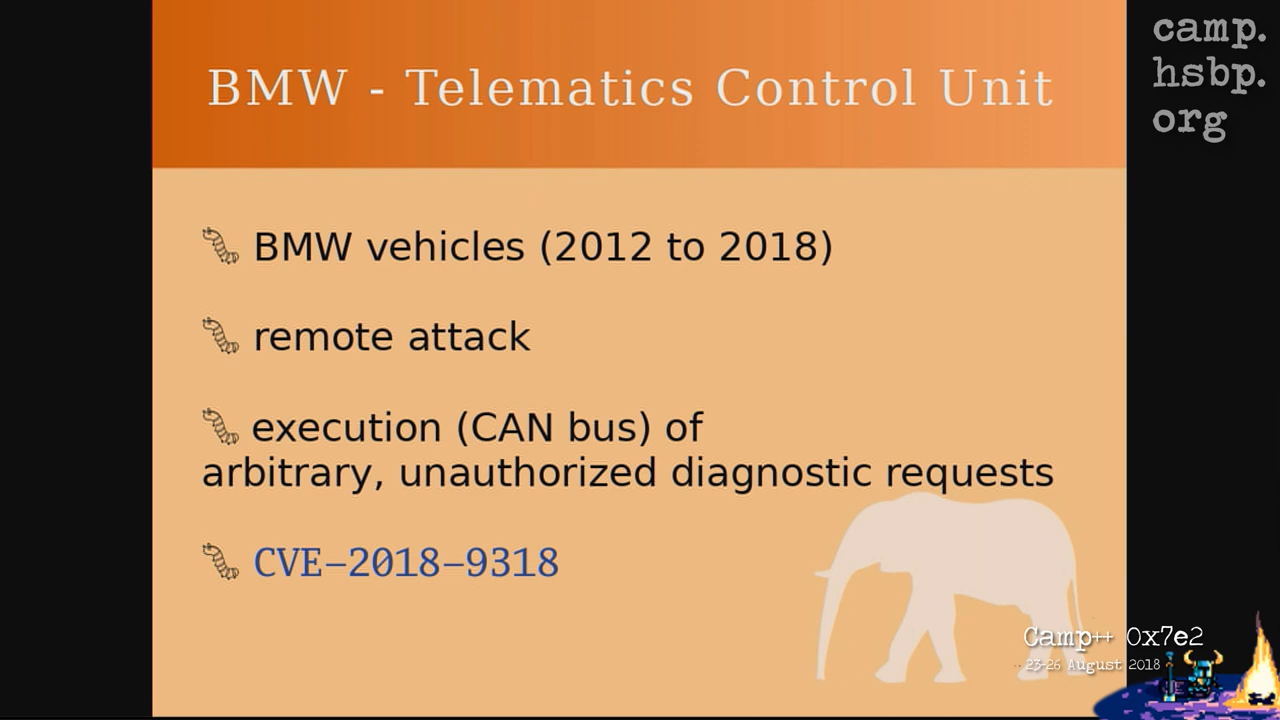 BMW - Telematics Control Unit
camp.
hsbp.
org
BMW vehicles (2012 to 2018)
remote attack
execution (CAN bus) of
arbitrary, unauthorized diagnostic requests
CVE–2018–9318
Camp++ 0x7e2
23-26 August 2018